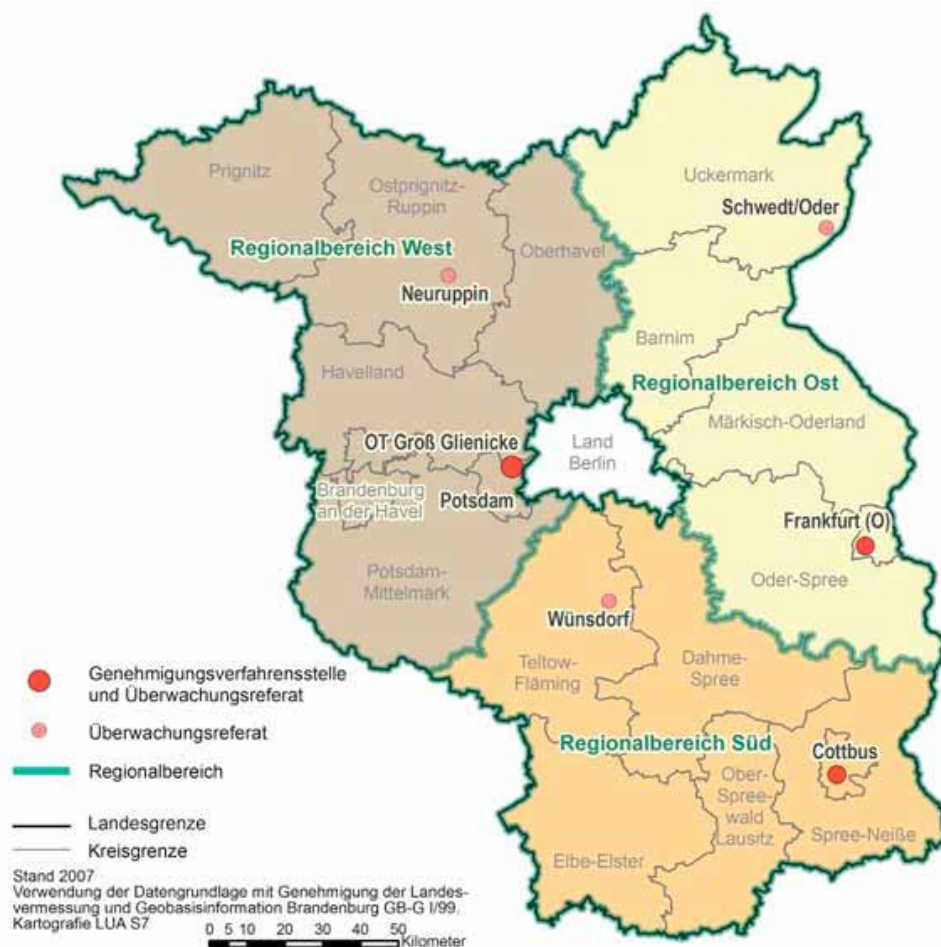 Uckermark
Schwedt/Oder
Prignitz
Ostprignitz-
Ruppin
Regionalbereich West
Oberhavel
Neuruppin
Barnim
Regionalbereich Ost
Havelland
Märkisch-Oderland
OT Groß Glienicke
Land
Berlin
Brandenburg
an der Havel
Potsdam
Frankfurt (O)
Oder-Spree
Potsdam-
Mittelmark
Wünsdorf
Teltow-
Fläming
Dahme-
Spree
Regionalbereich Süd
Cottbus
Ober-
Spree-
wald
Lausitz
Spree-Neiße
Elbe-Elster
Genehmigungsverfahrensstelle
und Überwachungsreferat
Überwachungsreferat
Regionalbereich
Landesgrenze
Kreisgrenze
Stand 2007
Verwendung der Datengrundlage mit Genehmigung der Landes-
vermessung und Geobasisinformation Brandenburg GB-G I/99,
Kartografie LUA S7
0 5 10 20 30 40 50
Kilometer